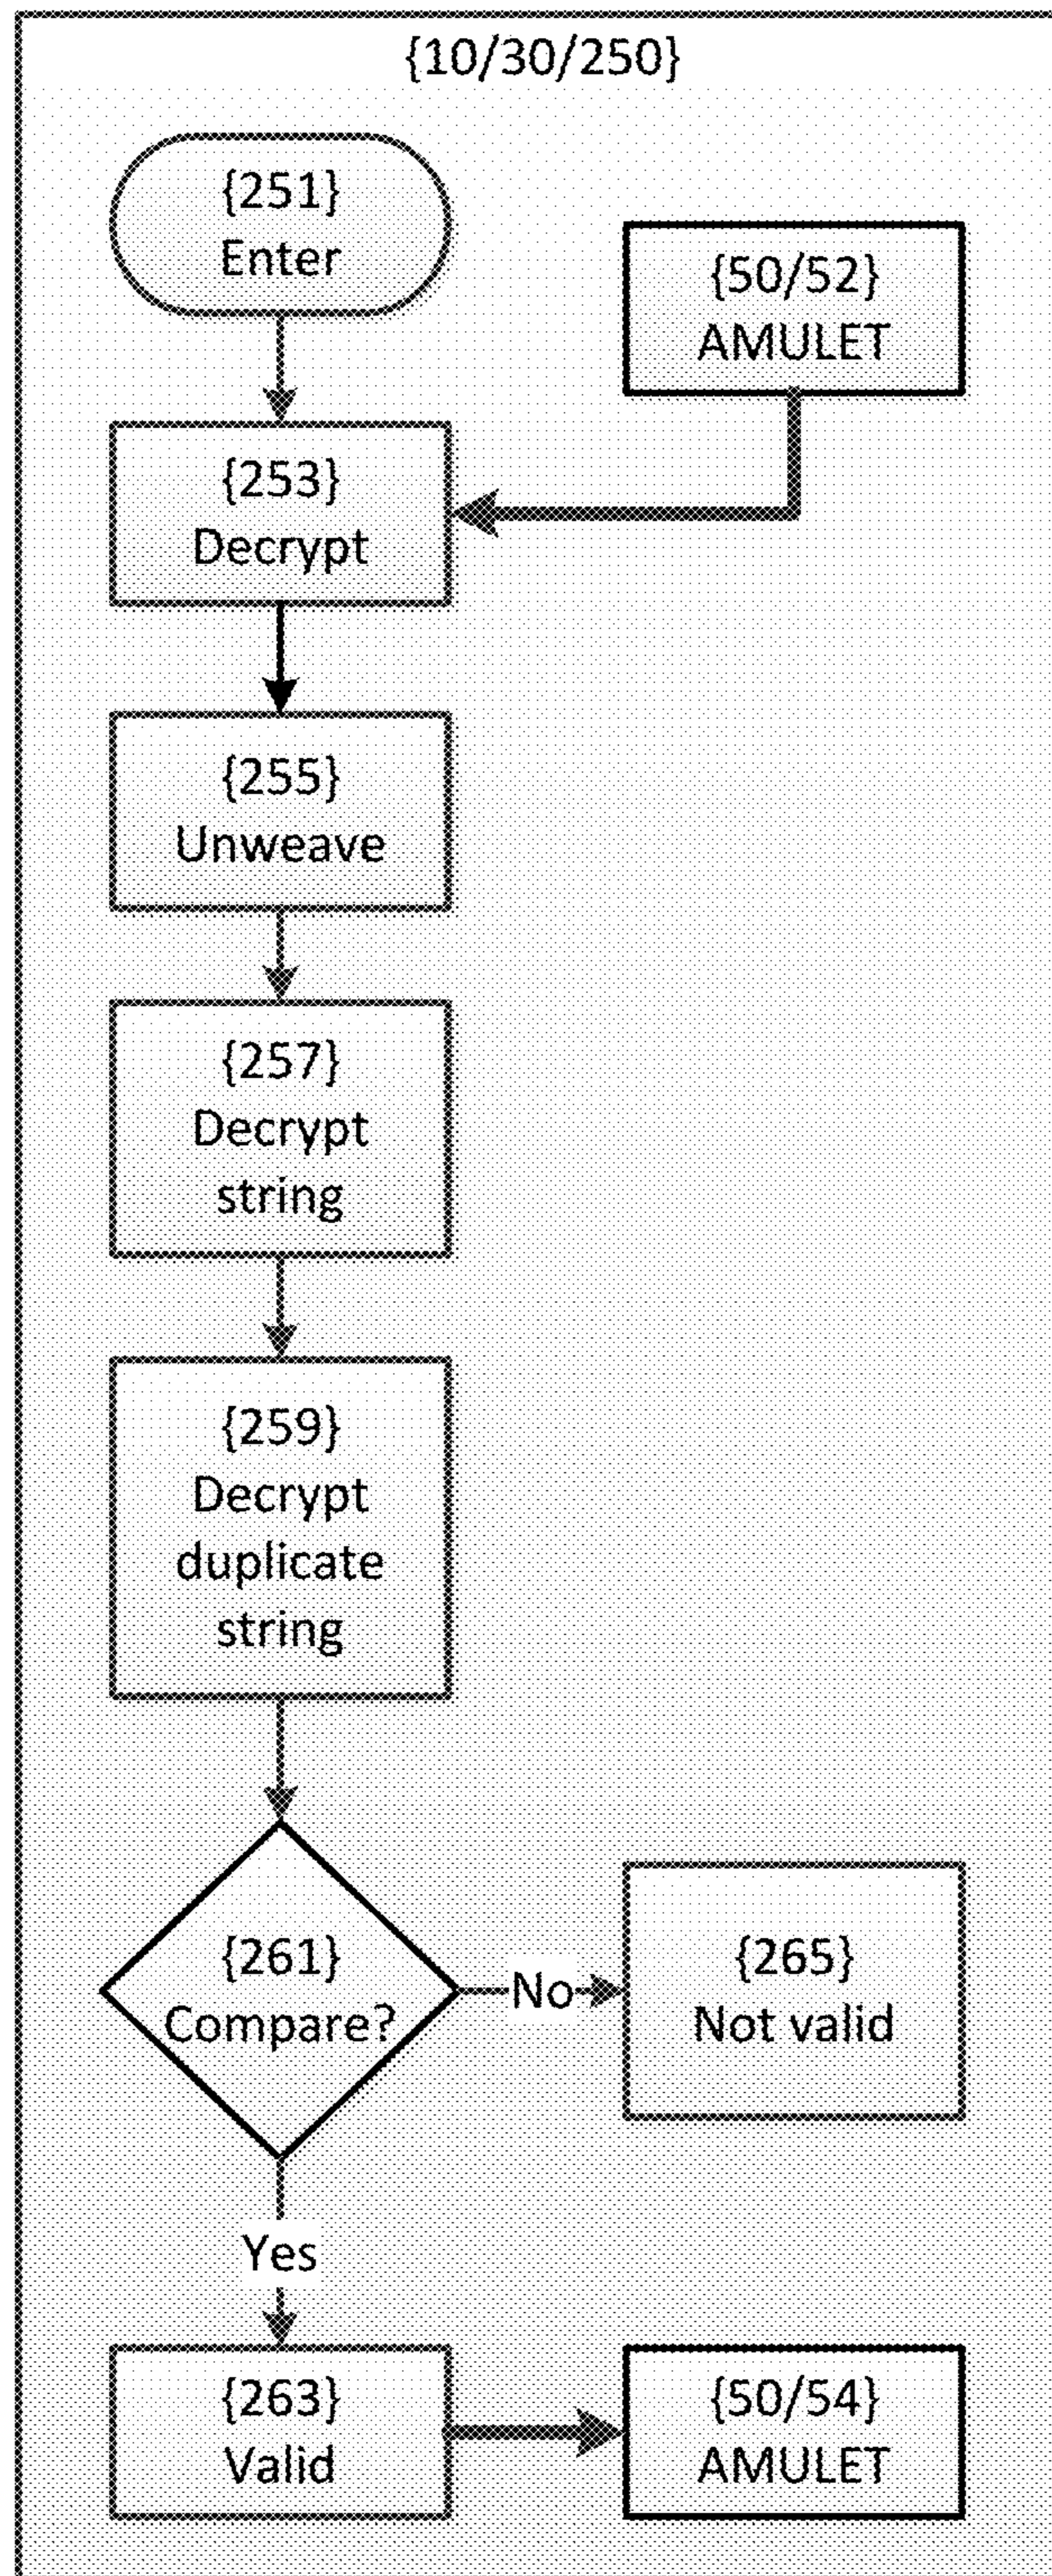 {10/30/250}
{251}
Enter
{50/52}
AMULET
{253}
Decrypt
{255}
Unweave
{257}
Decrypt
string
{259}
Decrypt
duplicate
string
{261}
Compare?
No
{265}
Not valid
Yes
{263}
Valid
{50/54}
AMULET